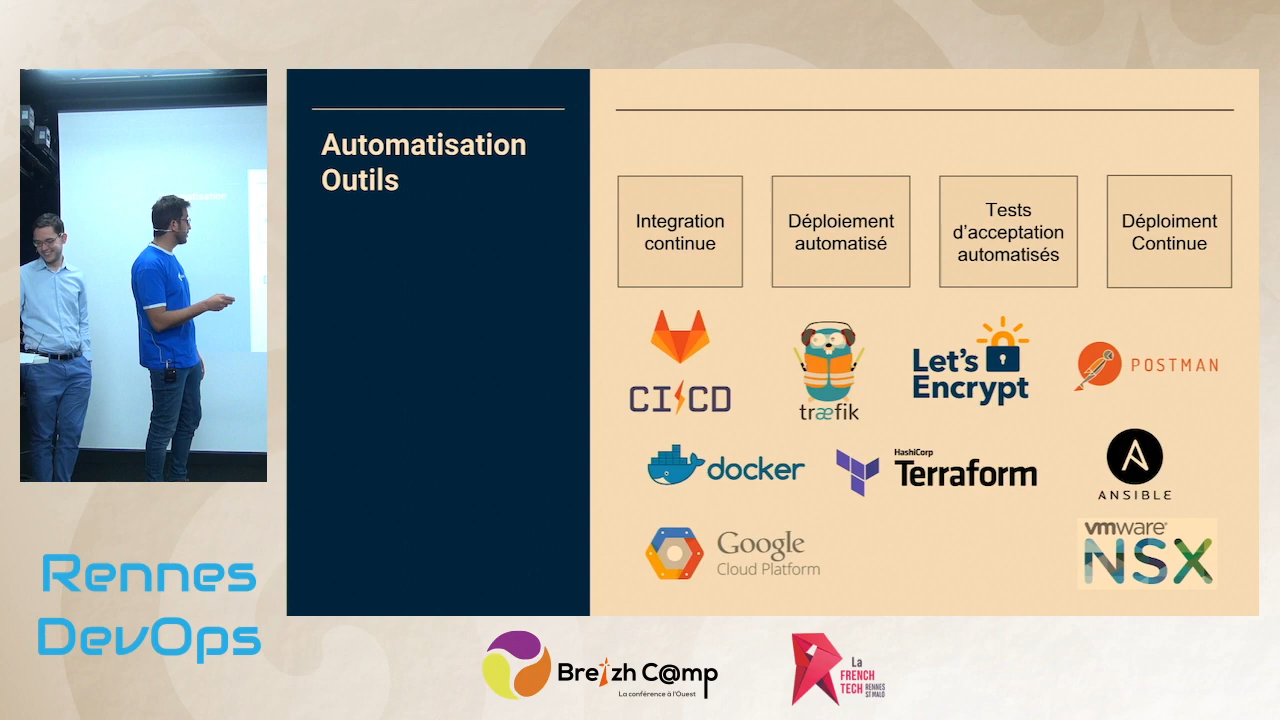 Automatisation
Outils
Integration
continue
Déploiement
automatisé
Tests
d'acceptation
automatisés
Déploiment
Continue
CI CD
træfik
Let's
Encrypt
POSTMAN
docker
HashiCorp
Terraform
ANSIBLE
Google
Cloud Platform
vmware
NSX
Rennes
DevOps
Breizh C@mp
La conférence à l'Ouest
La
FRENCH
TECH
RENNES
ST MALO